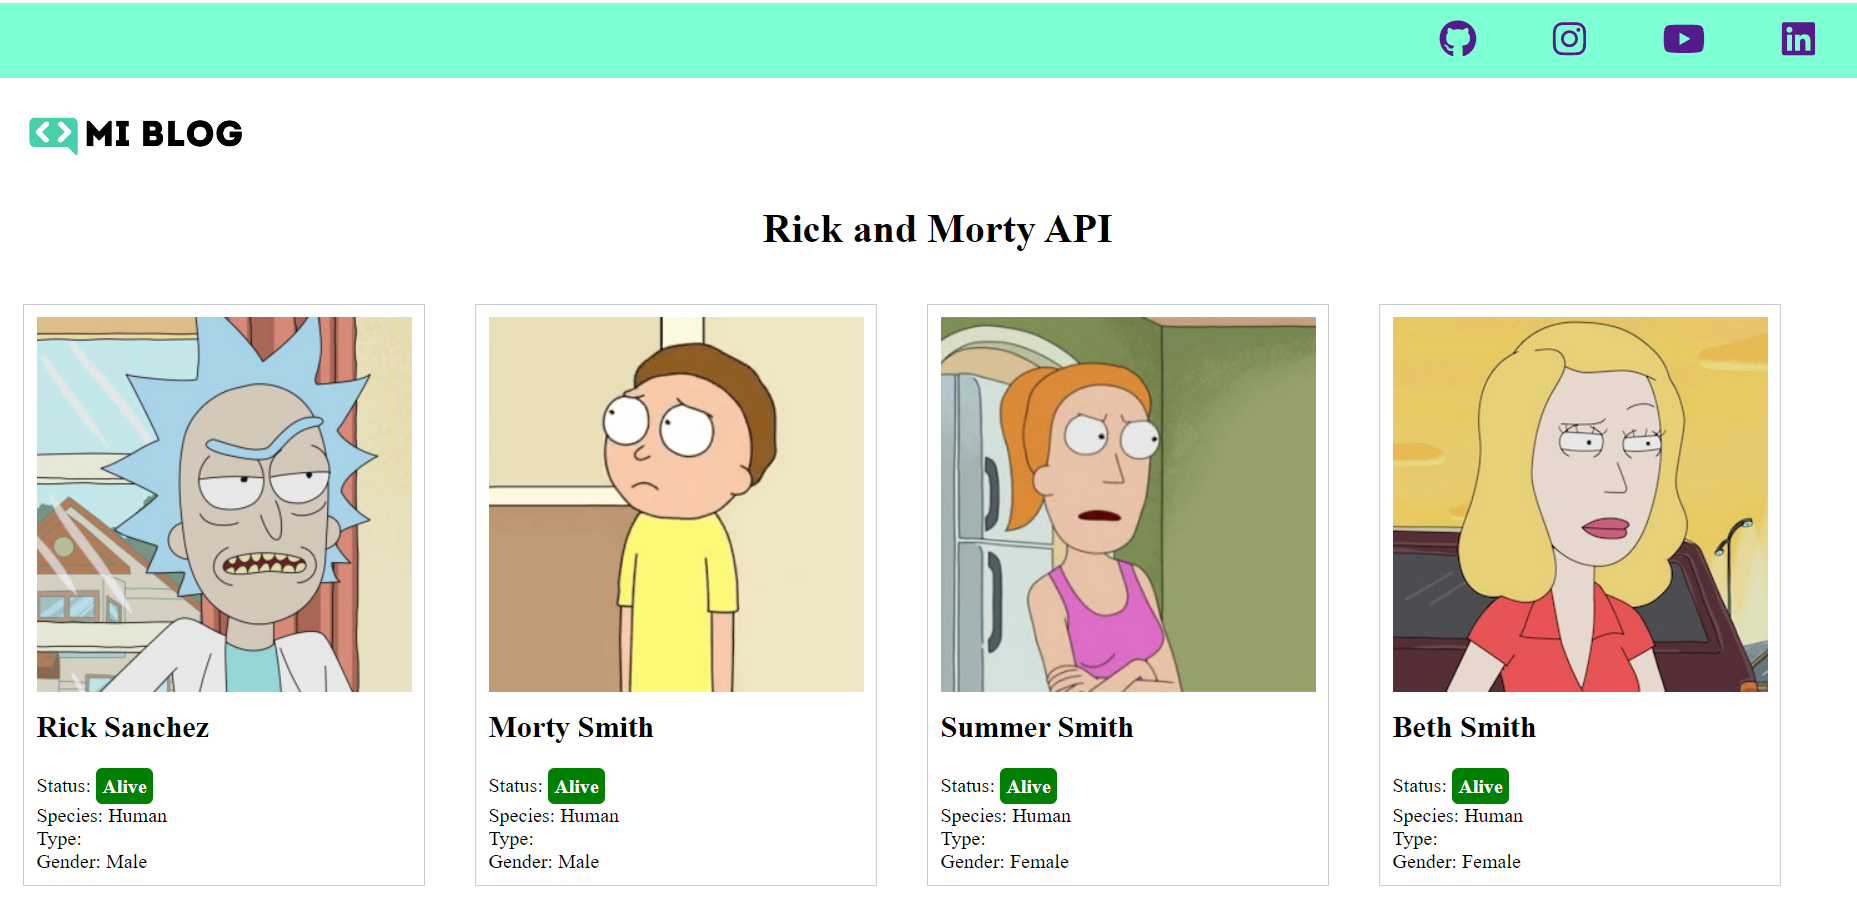 MI BLOG
Rick and Morty API
Rick Sanchez
Status: Alive
Species: Human
Type:
Gender: Male
Morty Smith
Status: Alive
Species: Human
Type:
Gender: Male
Summer Smith
Status: Alive
Species: Human
Type:
Gender: Female
Beth Smith
Status: Alive
Species: Human
Type:
Gender: Female